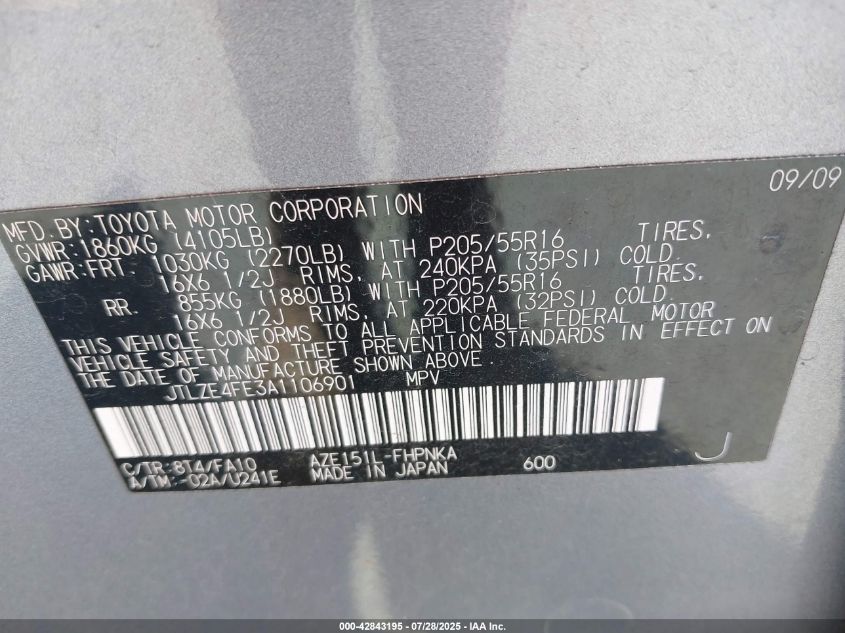 09/09
MFD.BY:TOYOTA MOTOR CORPORATION
GVWR:1860KG (4105LB)
GAWR:FRT. 1030KG (2270LB) WITH P205/55R16 TIRES,
16X6 1/2J RIMS, AT 240KPA (35PSI) COLD.
RR. 855KG (1880LB) WITH P205/55R16 TIRES,
16X6 1/2J RIMS, AT 220KPA (32PSI) COLD.
THIS VEHICLE CONFORMS TO ALL APPLICABLE FEDERAL MOTOR
VEHICLE SAFETY AND THEFT PREVENTION STANDARDS IN EFFECT ON
THE DATE OF MANUFACTURE SHOWN ABOVE.
JTLZE4FE3A1106901 MPV
C/TR:8T4/FA10 AZE151L-FHPNKA
A/TM:-02A/U241E MADE IN JAPAN 600 J
000-42843195 - 07/28/2025 - IAA Inc.